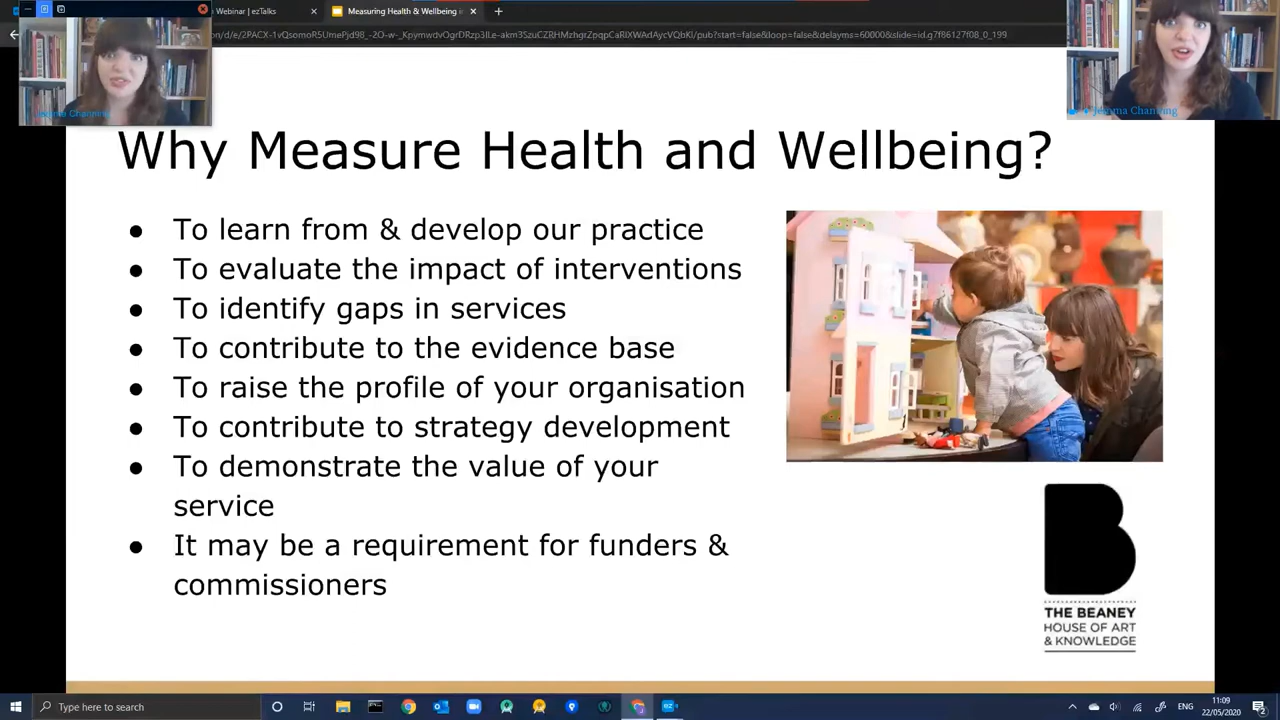 Webinar | ezTalks
Measuring Health & Wellbeing in
Why Measure Health and Wellbeing?
● To learn from & develop our practice
● To evaluate the impact of interventions
● To identify gaps in services
● To contribute to the evidence base
● To raise the profile of your organisation
● To contribute to strategy development
● To demonstrate the value of your
service
● It may be a requirement for funders &
commissioners
B
THE BEANEY
HOUSE OF ART
& KNOWLEDGE
Type here to search
ENG
11:09
22/05/2020